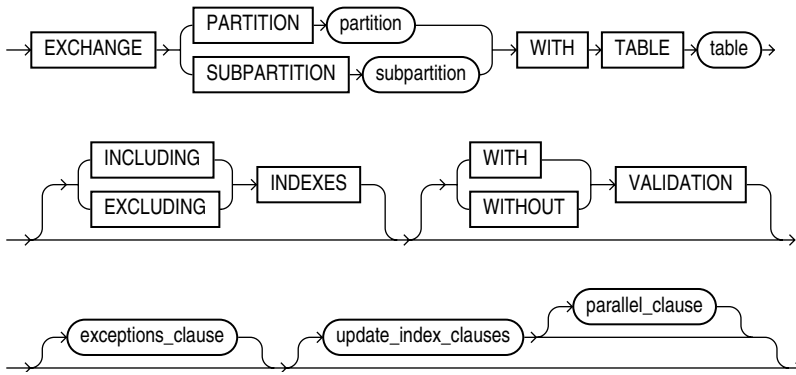 EXCHANGE PARTITION partition WITH TABLE table
SUBPARTITION subpartition
INCLUDING INDEXES WITH VALIDATION
EXCLUDING WITHOUT
exceptions_clause update_index_clauses parallel_clause